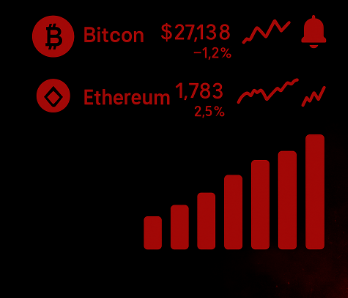 Bitcon $27,138
−1,2%
Ethereum 1,783
2,5%